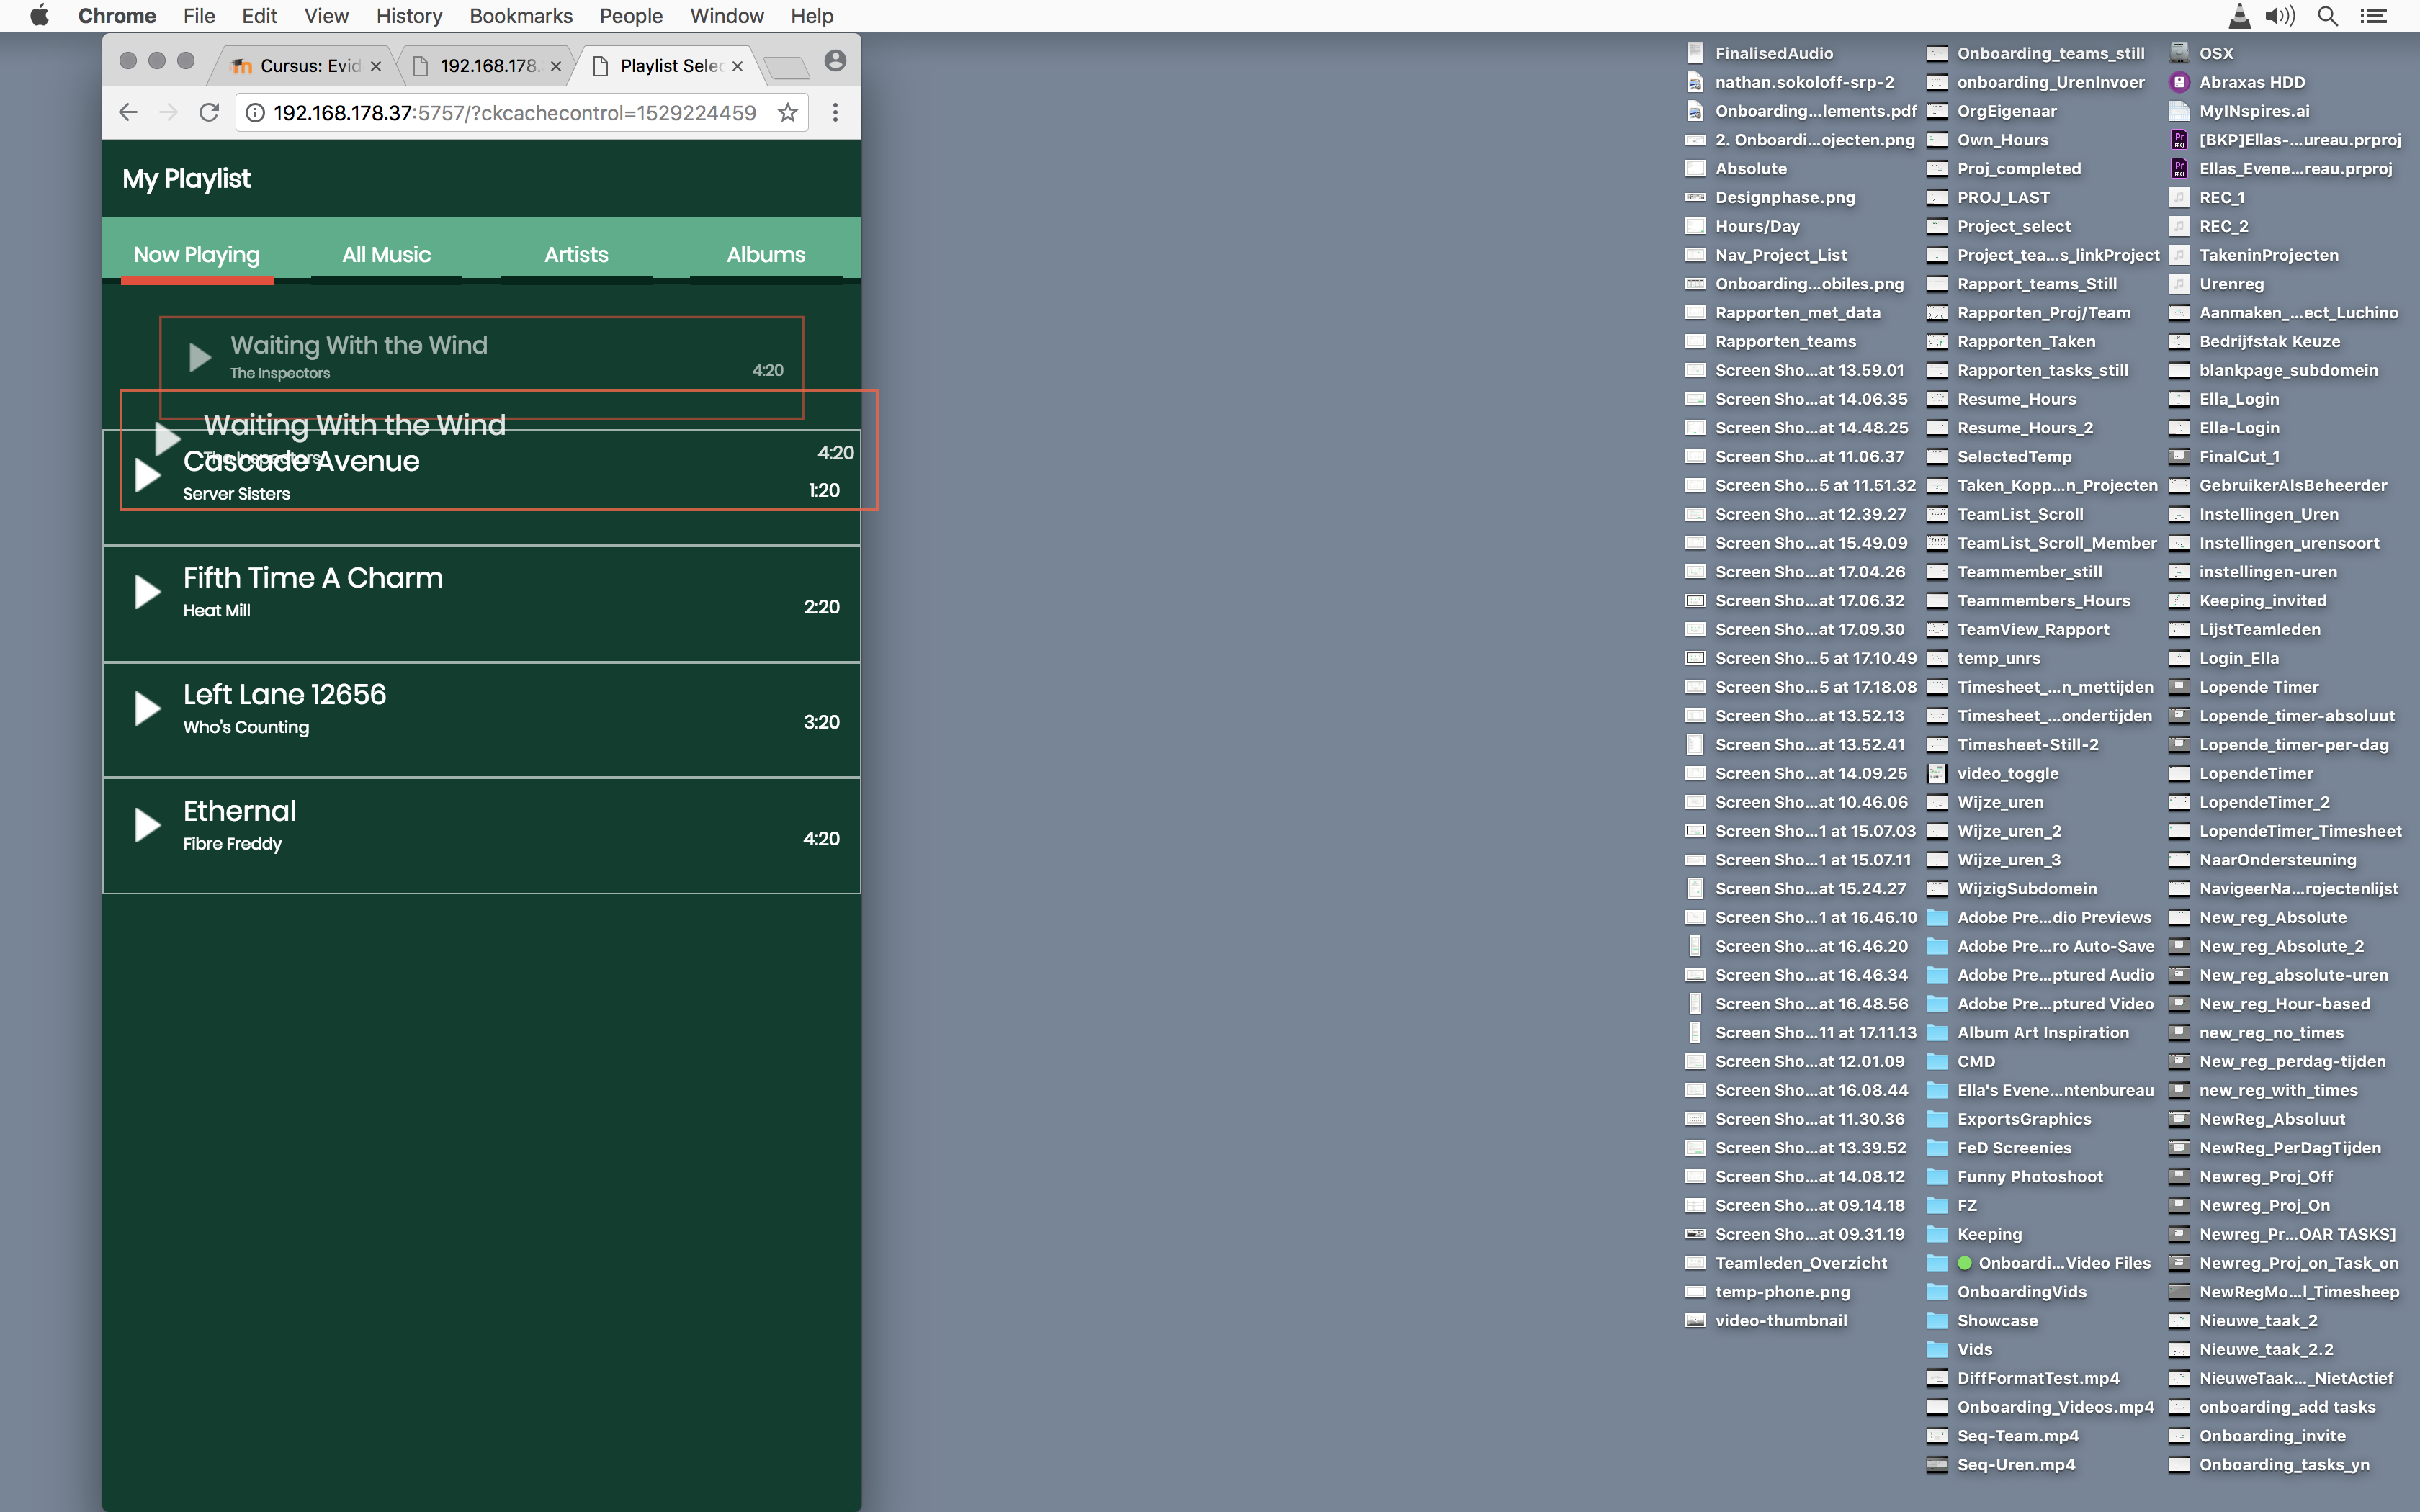 Chrome File Edit View History Bookmarks People Window Help
Cursus: Evid
192.168.178.
Playlist Selec
192.168.178.37:5757/?ckcachecontrol=1529224459
My Playlist
Now Playing All Music Artists Albums
Waiting With the Wind
The Inspectors
4:20
Waiting With the Wind
The Inspectors
4:20
Cascade Avenue
Server Sisters
1:20
Fifth Time A Charm
Heat Mill
2:20
Left Lane 12656
Who's Counting
3:20
Ethernal
Fibre Freddy
4:20
FinalisedAudio
nathan.sokoloff-srp-2
Onboarding...lements.pdf
2. Onboardi...ojecten.png
Absolute
Designphase.png
Hours/Day
Nav_Project_List
Onboarding...obiles.png
Rapporten_met_data
Rapporten_teams
Screen Sho...at 13.59.01
Screen Sho...at 14.06.35
Screen Sho...at 14.48.25
Screen Sho...at 11.06.37
Screen Sho...5 at 11.51.32
Screen Sho...at 12.39.27
Screen Sho...at 15.49.09
Screen Sho...at 17.04.26
Screen Sho...at 17.06.32
Screen Sho...at 17.09.30
Screen Sho...5 at 17.10.49
Screen Sho...5 at 17.18.08
Screen Sho...at 13.52.13
Screen Sho...at 13.52.41
Screen Sho...at 14.09.25
Screen Sho...at 10.46.06
Screen Sho...1 at 15.07.03
Screen Sho...1 at 15.07.11
Screen Sho...at 15.24.27
Screen Sho...1 at 16.46.10
Screen Sho...at 16.46.20
Screen Sho...at 16.46.34
Screen Sho...at 16.48.56
Screen Sho...11 at 17.11.13
Screen Sho...at 12.01.09
Screen Sho...at 16.08.44
Screen Sho...at 11.30.36
Screen Sho...at 13.39.52
Screen Sho...at 14.08.12
Screen Sho...at 09.14.18
Screen Sho...at 09.31.19
Teamleden_Overzicht
temp-phone.png
video-thumbnail
Onboarding_teams_still
onboarding_UrenInvoer
OrgEigenaar
Own_Hours
Proj_completed
PROJ_LAST
Project_select
Project_tea...s_linkProject
Rapport_teams_Still
Rapporten_Proj/Team
Rapporten_Taken
Rapporten_tasks_still
Resume_Hours
Resume_Hours_2
SelectedTemp
Taken_Kopp...n_Projecten
TeamList_Scroll
TeamList_Scroll_Member
Teammember_still
Teammembers_Hours
TeamView_Rapport
temp_unrs
Timesheet_...n_mettijden
Timesheet_...ondertijden
Timesheet-Still-2
video_toggle
Wijze_uren
Wijze_uren_2
Wijze_uren_3
WijzigSubdomein
Adobe Pre...dio Previews
Adobe Pre...ro Auto-Save
Adobe Pre...ptured Audio
Adobe Pre...ptured Video
Album Art Inspiration
CMD
Ella's Evene...ntenbureau
ExportsGraphics
FeD Screenies
Funny Photoshoot
FZ
Keeping
Onboardi...Video Files
OnboardingVids
Showcase
Vids
DiffFormatTest.mp4
Onboarding_Videos.mp4
Seq-Team.mp4
Seq-Uren.mp4
OSX
Abraxas HDD
MyINspires.ai
[BKP]Ellas-...ureau.prproj
Ellas_Evene...reau.prproj
REC_1
REC_2
TakeninProjecten
Urenreg
Aanmaken_...ect_Luchino
Bedrijfstak Keuze
blankpage_subdomein
Ella_Login
Ella-Login
FinalCut_1
GebruikerAlsBeheerder
Instellingen_Uren
Instellingen_urensoort
instellingen-uren
Keeping_invited
LijstTeamleden
Login_Ella
Lopende Timer
Lopende_timer-absoluut
Lopende_timer-per-dag
LopendeTimer
LopendeTimer_2
LopendeTimer_Timesheet
NaarOndersteuning
NavigeerNa...rojectenlijst
New_reg_Absolute
New_reg_Absolute_2
New_reg_absolute-uren
New_reg_Hour-based
new_reg_no_times
New_reg_perdag-tijden
new_reg_with_times
NewReg_Absoluut
NewReg_PerDagTijden
Newreg_Proj_Off
Newreg_Proj_On
Newreg_Pr...OAR TASKS]
Newreg_Proj_on_Task_on
NewRegMo...l_Timesheep
Nieuwe_taak_2
Nieuwe_taak_2.2
NieuweTaak..._NietActief
onboarding_add tasks
Onboarding_invite
Onboarding_tasks_yn